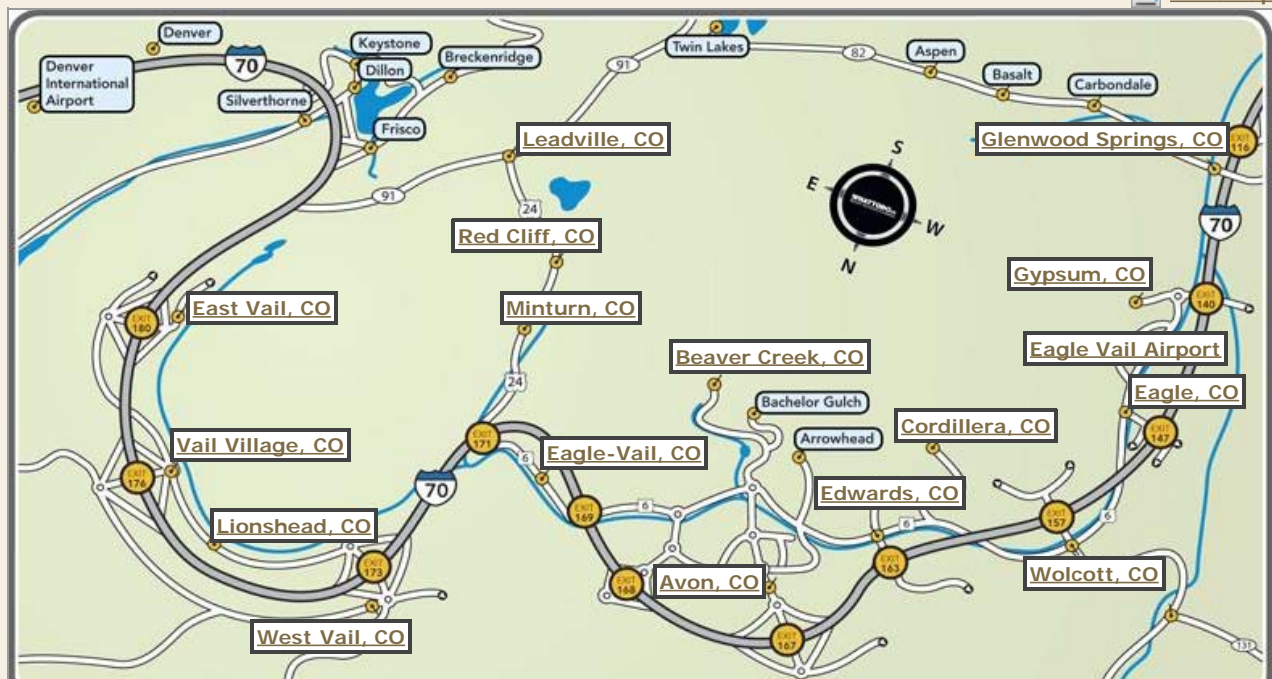 Denver
70
Keystone
Breckenridge
Dillon
Denver
International
Airport
Silverthorne
Frisco
Twin Lakes
91
82
Aspen
Basalt
Carbondale
Leadville, CO
Glenwood Springs, CO
EXIT
116
91
24
S
E
WHATTODO
W
N
70
Red Cliff, CO
Gypsum, CO
EXIT
140
East Vail, CO
EXIT
180
Minturn, CO
Eagle Vail Airport
Beaver Creek, CO
24
Eagle, CO
Bachelor Gulch
Cordillera, CO
EXIT
147
Arrowhead
EXIT
171
Vail Village, CO
Eagle-Vail, CO
6
EXIT
176
70
Edwards, CO
6
EXIT
169
6
EXIT
157
6
Lionshead, CO
EXIT
173
EXIT
163
Avon, CO
EXIT
168
Wolcott, CO
West Vail, CO
EXIT
167
131